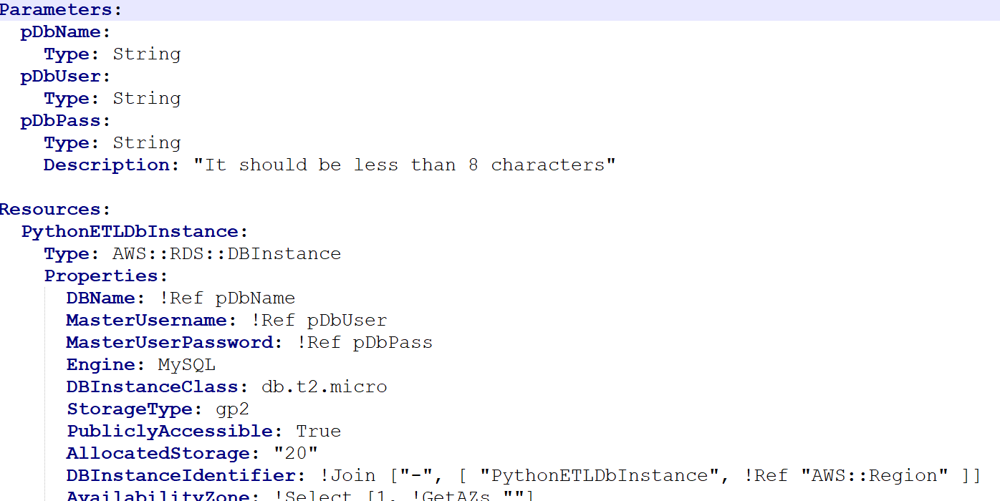 Parameters:
  pDbName:
    Type: String
  pDbUser:
    Type: String
  pDbPass:
    Type: String
    Description: "It should be less than 8 characters"

Resources:
  PythonETLDbInstance:
    Type: AWS::RDS::DBInstance
    Properties:
      DBName: !Ref pDbName
      MasterUsername: !Ref pDbUser
      MasterUserPassword: !Ref pDbPass
      Engine: MySQL
      DBInstanceClass: db.t2.micro
      StorageType: gp2
      PubliclyAccessible: True
      AllocatedStorage: "20"
      DBInstanceIdentifier: !Join ["-", [ "PythonETLDbInstance", !Ref "AWS::Region" ]]
      AvailabilityZone: !Select [1, !GetAZs ""]